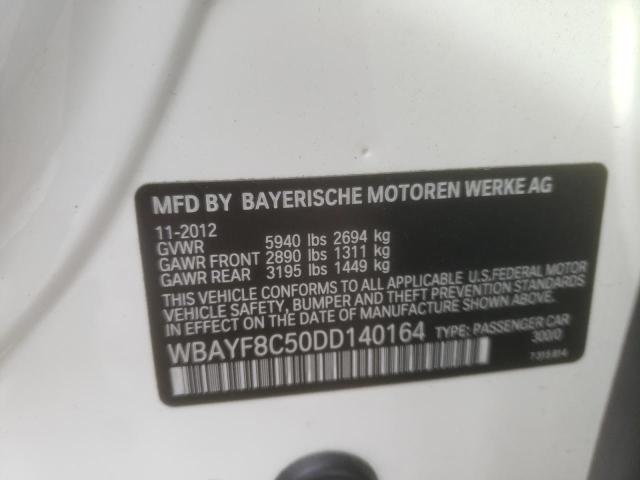 MFD BY BAYERISCHE MOTOREN WERKE AG
11-2012
GVWR 5940 lbs 2694 kg
GAWR FRONT 2890 lbs 1311 kg
GAWR REAR 3195 lbs 1449 kg
THIS VEHICLE CONFORMS TO ALL APPLICABLE U.S.FEDERAL MOTOR
VEHICLE SAFETY, BUMPER AND THEFT PREVENTION STANDARDS
IN EFFECT ON THE DATE OF MANUFACTURE SHOWN ABOVE.
WBAYF8C50DD140164 TYPE: PASSENGER CAR
300/0